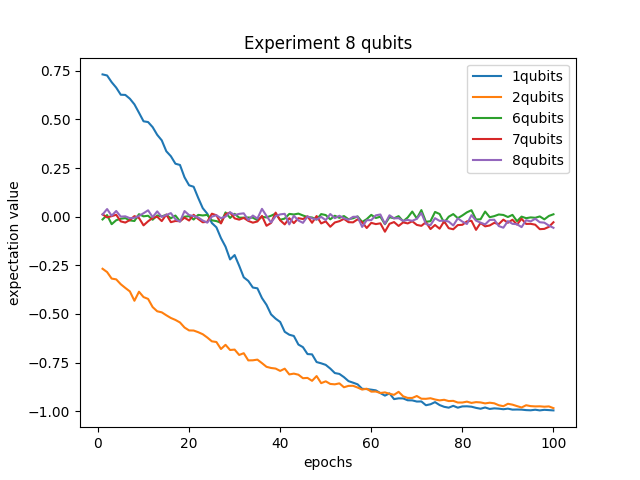 Experiment 8 qubits
1qubits
2qubits
6qubits
7qubits
8qubits
0.75
0.50
0.25
0.00
−0.25
−0.50
−0.75
−1.00
expectation value
0 20 40 60 80 100
epochs